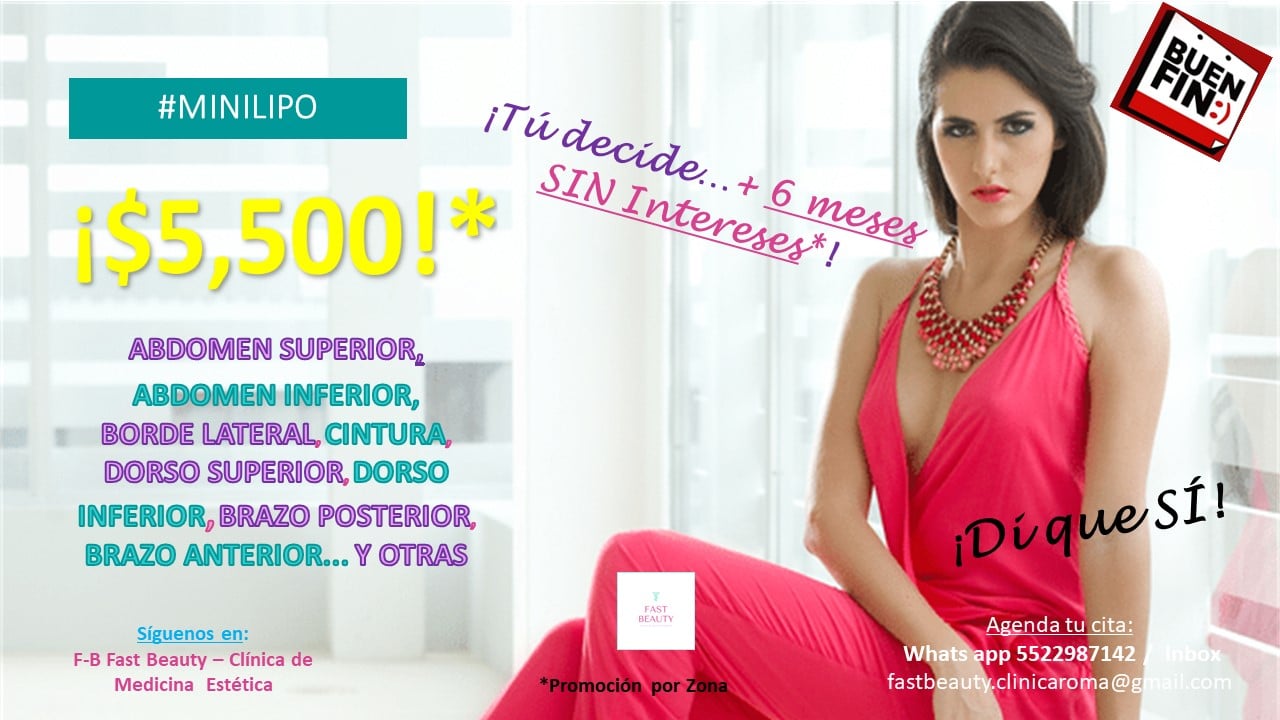 #MINILIPO
¡$5,500!*
¡Tú decide... + 6 meses
SIN Intereses*!
BUEN
FIN:)
ABDOMEN SUPERIOR,
ABDOMEN INFERIOR,
BORDE LATERAL, CINTURA,
DORSO SUPERIOR, DORSO
INFERIOR, BRAZO POSTERIOR,
BRAZO ANTERIOR... Y OTRAS
¡Di que SÍ!
Síguenos en:
F-B Fast Beauty – Clínica de
Medicina Estética
FAST
BEAUTY
*Promoción por Zona
Agenda tu cita:
Whats app 5522987142 / Inbox
fastbeauty.clinicaroma@gmail.com